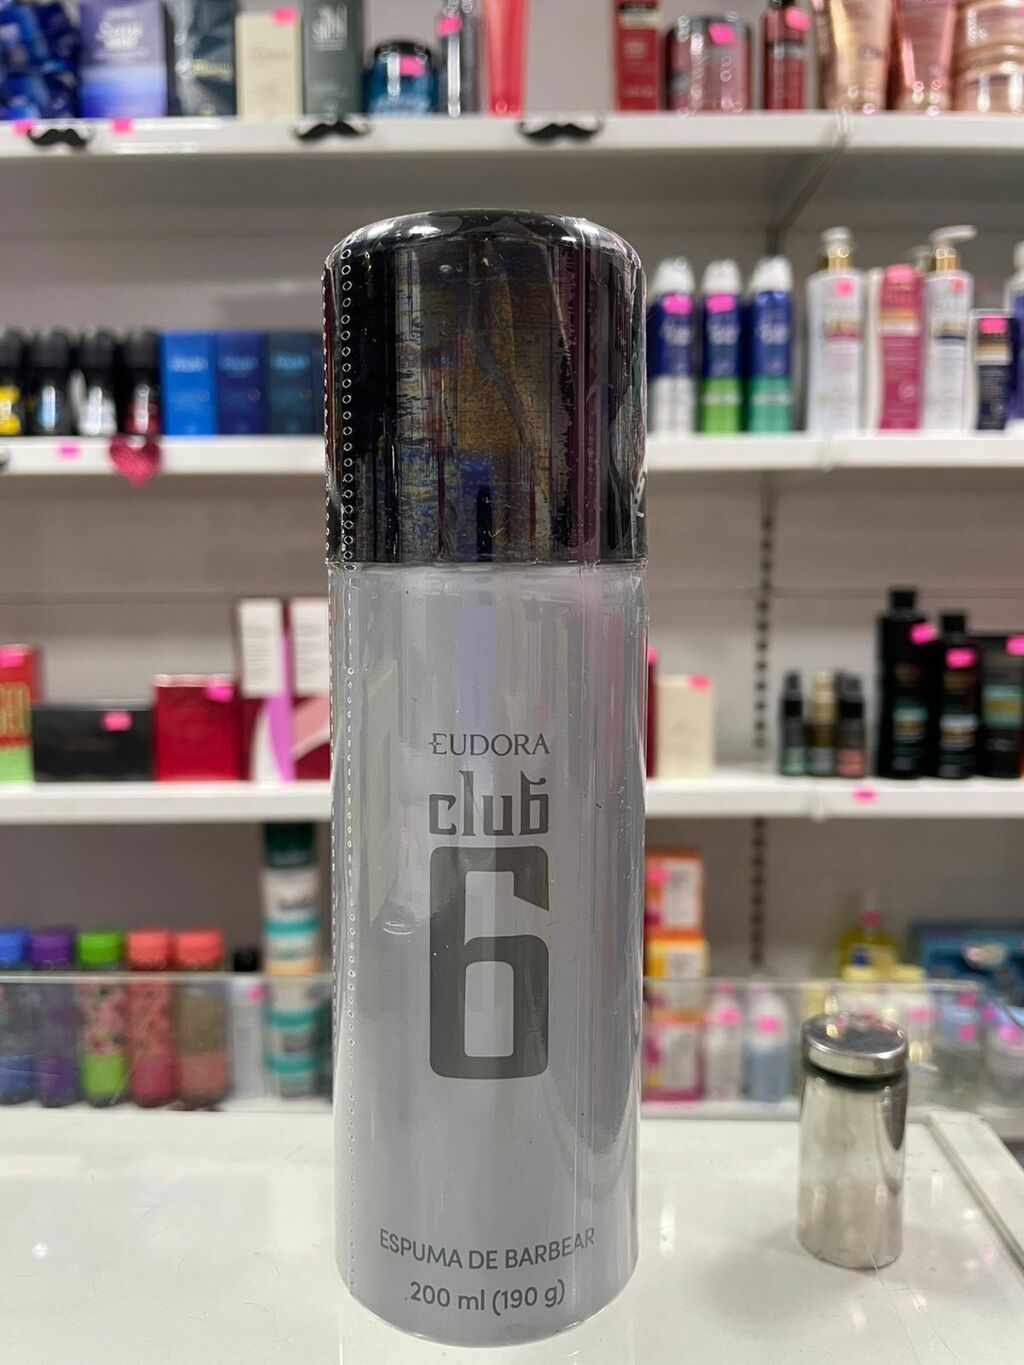 EUDORA
club
6
ESPUMA DE BARBEAR
200 ml (190 g)